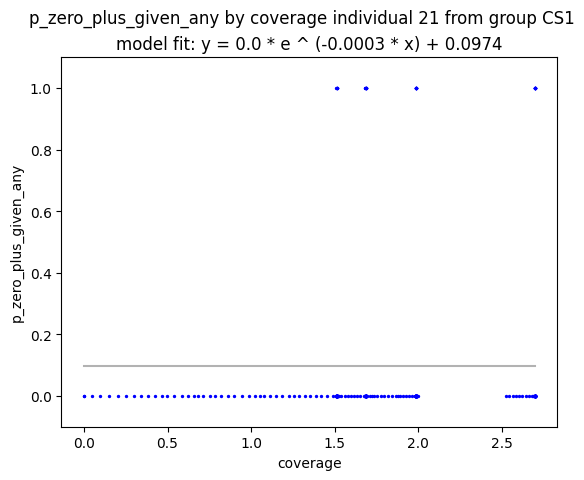 p_zero_plus_given_any by coverage individual 21 from group CS1
model fit: y = 0.0 * e ^ (-0.0003 * x) + 0.0974
1.0
0.8
0.6
0.4
0.2
0.0
p_zero_plus_given_any
0.0 0.5 1.0 1.5 2.0 2.5
coverage